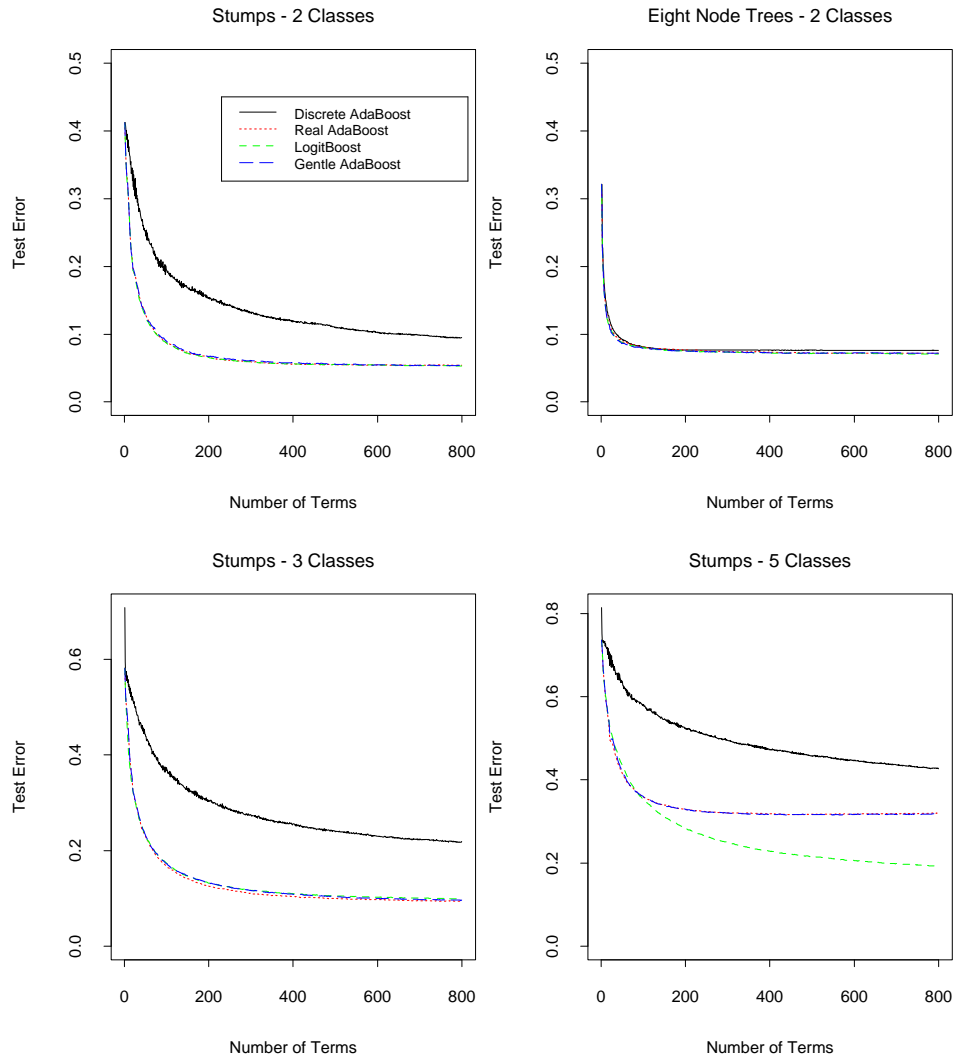 Stumps - 2 Classes
Test Error
0.0 0.1 0.2 0.3 0.4 0.5
Discrete AdaBoost
Real AdaBoost
LogitBoost
Gentle AdaBoost
0 200 400 600 800
Number of Terms
Eight Node Trees - 2 Classes
Test Error
0.0 0.1 0.2 0.3 0.4 0.5
0 200 400 600 800
Number of Terms
Stumps - 3 Classes
Test Error
0.0 0.2 0.4 0.6
0 200 400 600 800
Number of Terms
Stumps - 5 Classes
Test Error
0.0 0.2 0.4 0.6 0.8
0 200 400 600 800
Number of Terms